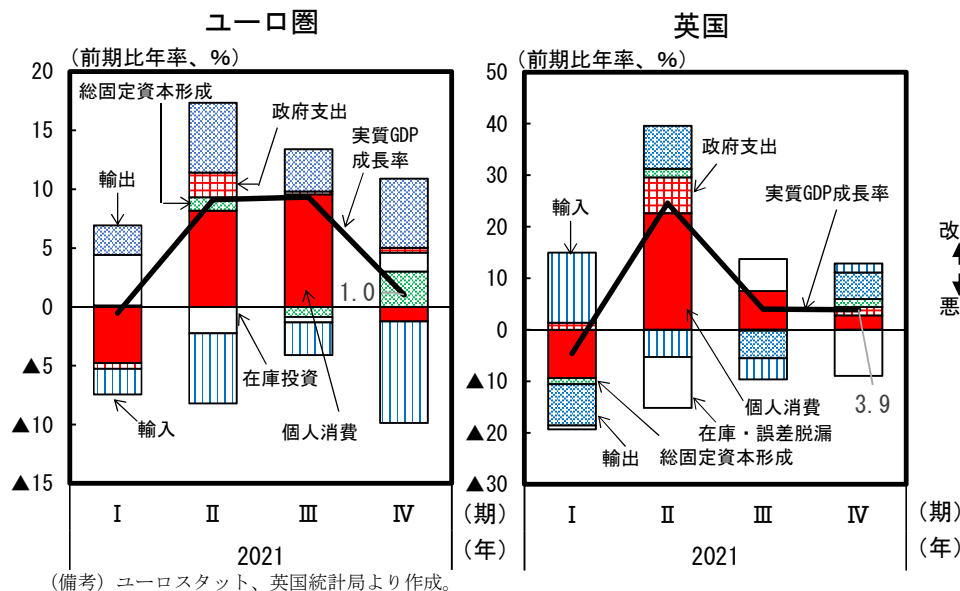 ユーロ圏
(前期比年率、%)
20
15
10
5
0
▲5
▲10
▲15
総固定資本形成
政府支出
実質GDP
成長率
輸出
1.0
在庫投資
輸入
個人消費
Ⅰ Ⅱ Ⅲ Ⅳ (期)
2021 (年)
英国
(前期比年率、%)
50
40
30
20
10
0
▲10
▲20
▲30
政府支出
輸入
実質GDP成長率
個人消費
3.9
在庫・誤差脱漏
輸出
総固定資本形成
Ⅰ Ⅱ Ⅲ Ⅳ (期)
2021 (年)
改
悪
(備考)ユーロスタット、英国統計局より作成。